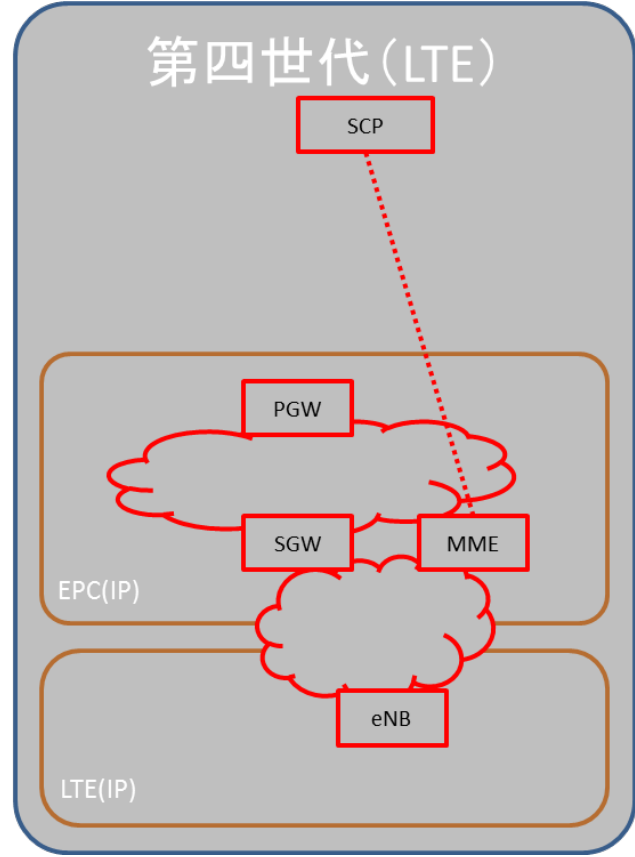 第四世代（LTE）
SCP
PGW
SGW
MME
EPC(IP)
eNB
LTE(IP)